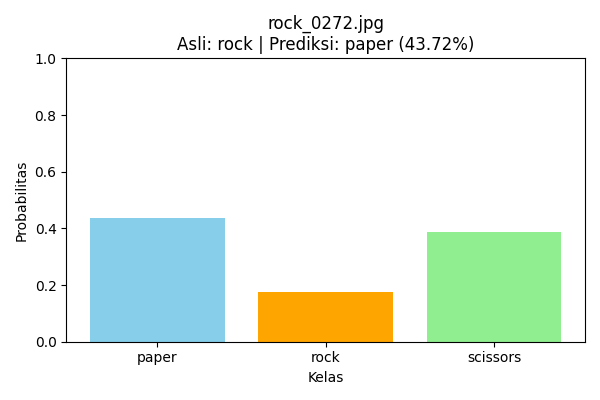 rock_0272.jpg
Asli: rock | Prediksi: paper (43.72%)
1.0
0.8
0.6
0.4
0.2
0.0
Probabilitas
paper rock scissors
Kelas